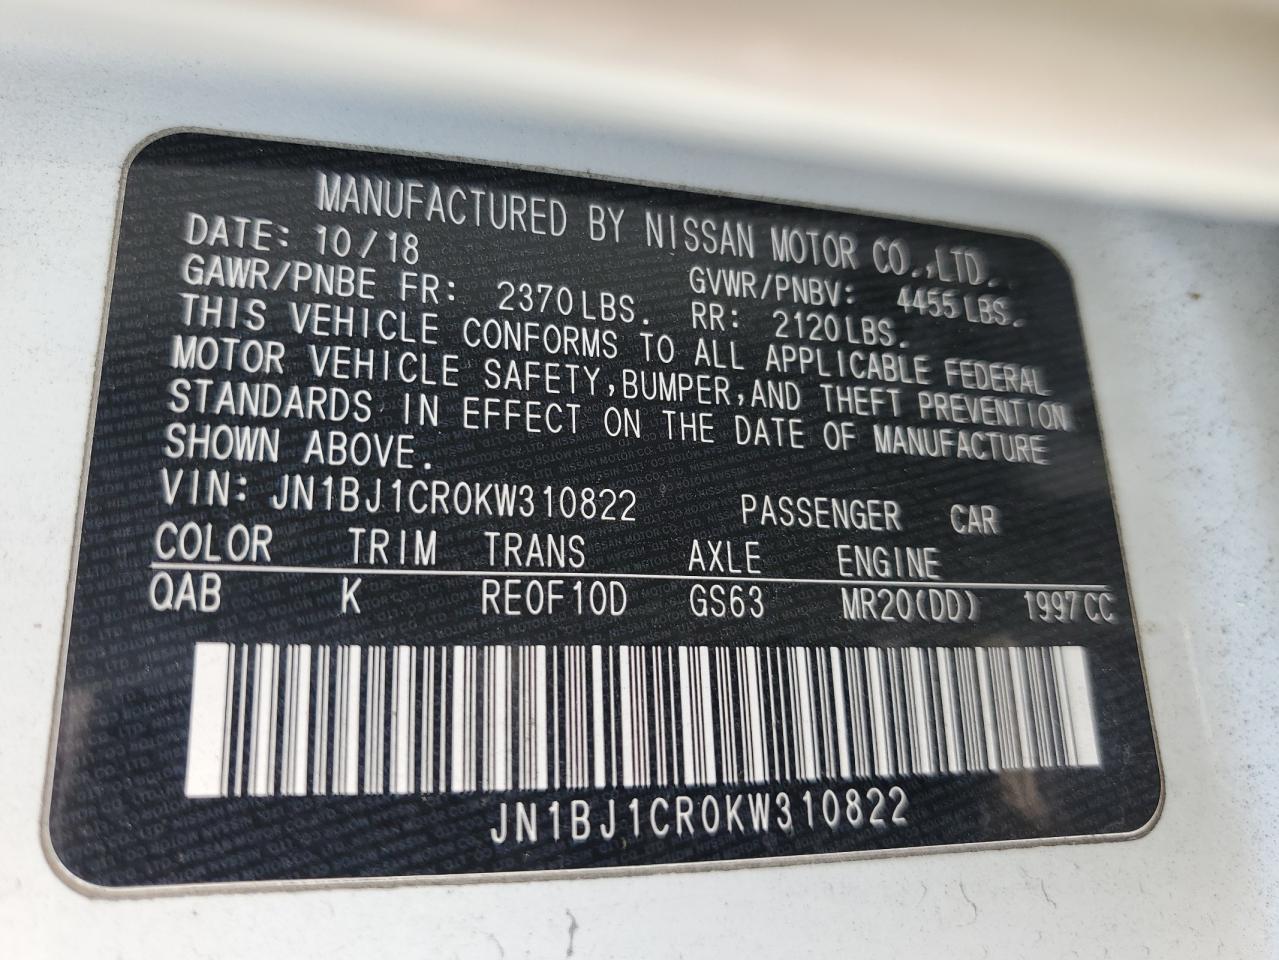 MANUFACTURED BY NISSAN MOTOR CO.,LTD.
DATE: 10/18 GVWR/PNBV: 4455LBS.
GAWR/PNBE FR: 2370LBS. RR: 2120LBS.
THIS VEHICLE CONFORMS TO ALL APPLICABLE FEDERAL
MOTOR VEHICLE SAFETY,BUMPER,AND THEFT PREVENTION
STANDARDS IN EFFECT ON THE DATE OF MANUFACTURE
SHOWN ABOVE.
VIN: JN1BJ1CR0KW310822 PASSENGER CAR
COLOR TRIM TRANS AXLE ENGINE
QAB K RE0F10D GS63 MR20(DD) 1997CC
JN1BJ1CR0KW310822